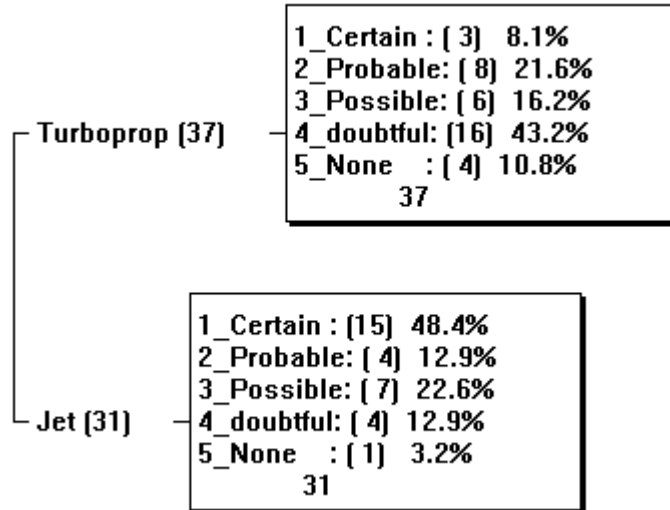 1_Certain : ( 3) 8.1%
2_Probable: ( 8) 21.6%
3_Possible: ( 6) 16.2%
Turboprop (37)
4_doubtful: (16) 43.2%
5_None : ( 4) 10.8%
37
1_Certain : (15) 48.4%
2_Probable: ( 4) 12.9%
3_Possible: ( 7) 22.6%
Jet (31)
4_doubtful: ( 4) 12.9%
5_None : ( 1) 3.2%
31